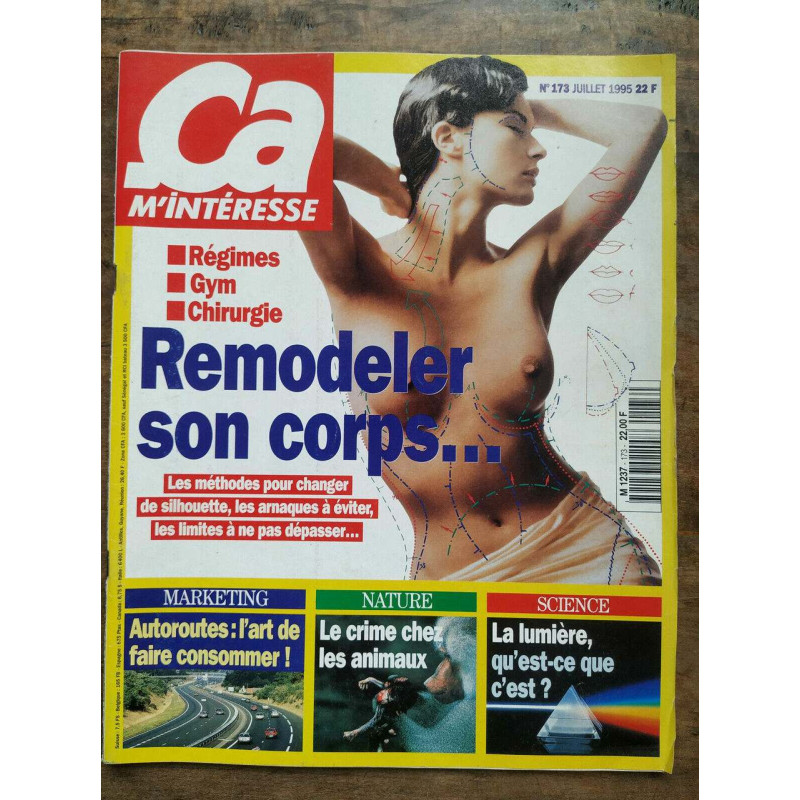 Ça
M'INTÉRESSE
N° 173 JUILLET 1995 22 F
Régimes
Gym
Chirurgie
Remodeler
son corps...
Les méthodes pour changer
de silhouette, les arnaques à éviter,
les limites à ne pas dépasser...
M 1237 - 173 - 22,00 F
MARKETING
Autoroutes : l'art de
faire consommer !
NATURE
Le crime chez
les animaux
SCIENCE
La lumière,
qu'est-ce que
c'est ?